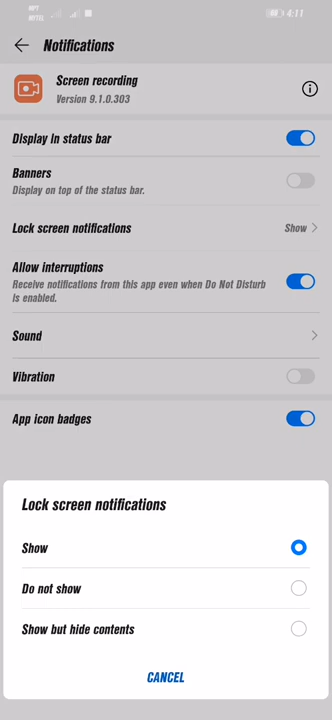 MPT
MYTEL
4:11
Notifications
Screen recording
Version 9.1.0.303
Display in status bar
Banners
Display on top of the status bar.
Lock screen notifications
Show
Allow interruptions
Receive notifications from this app even when Do Not Disturb
is enabled.
Sound
Vibration
App icon badges
Lock screen notifications
Show
Do not show
Show but hide contents
CANCEL